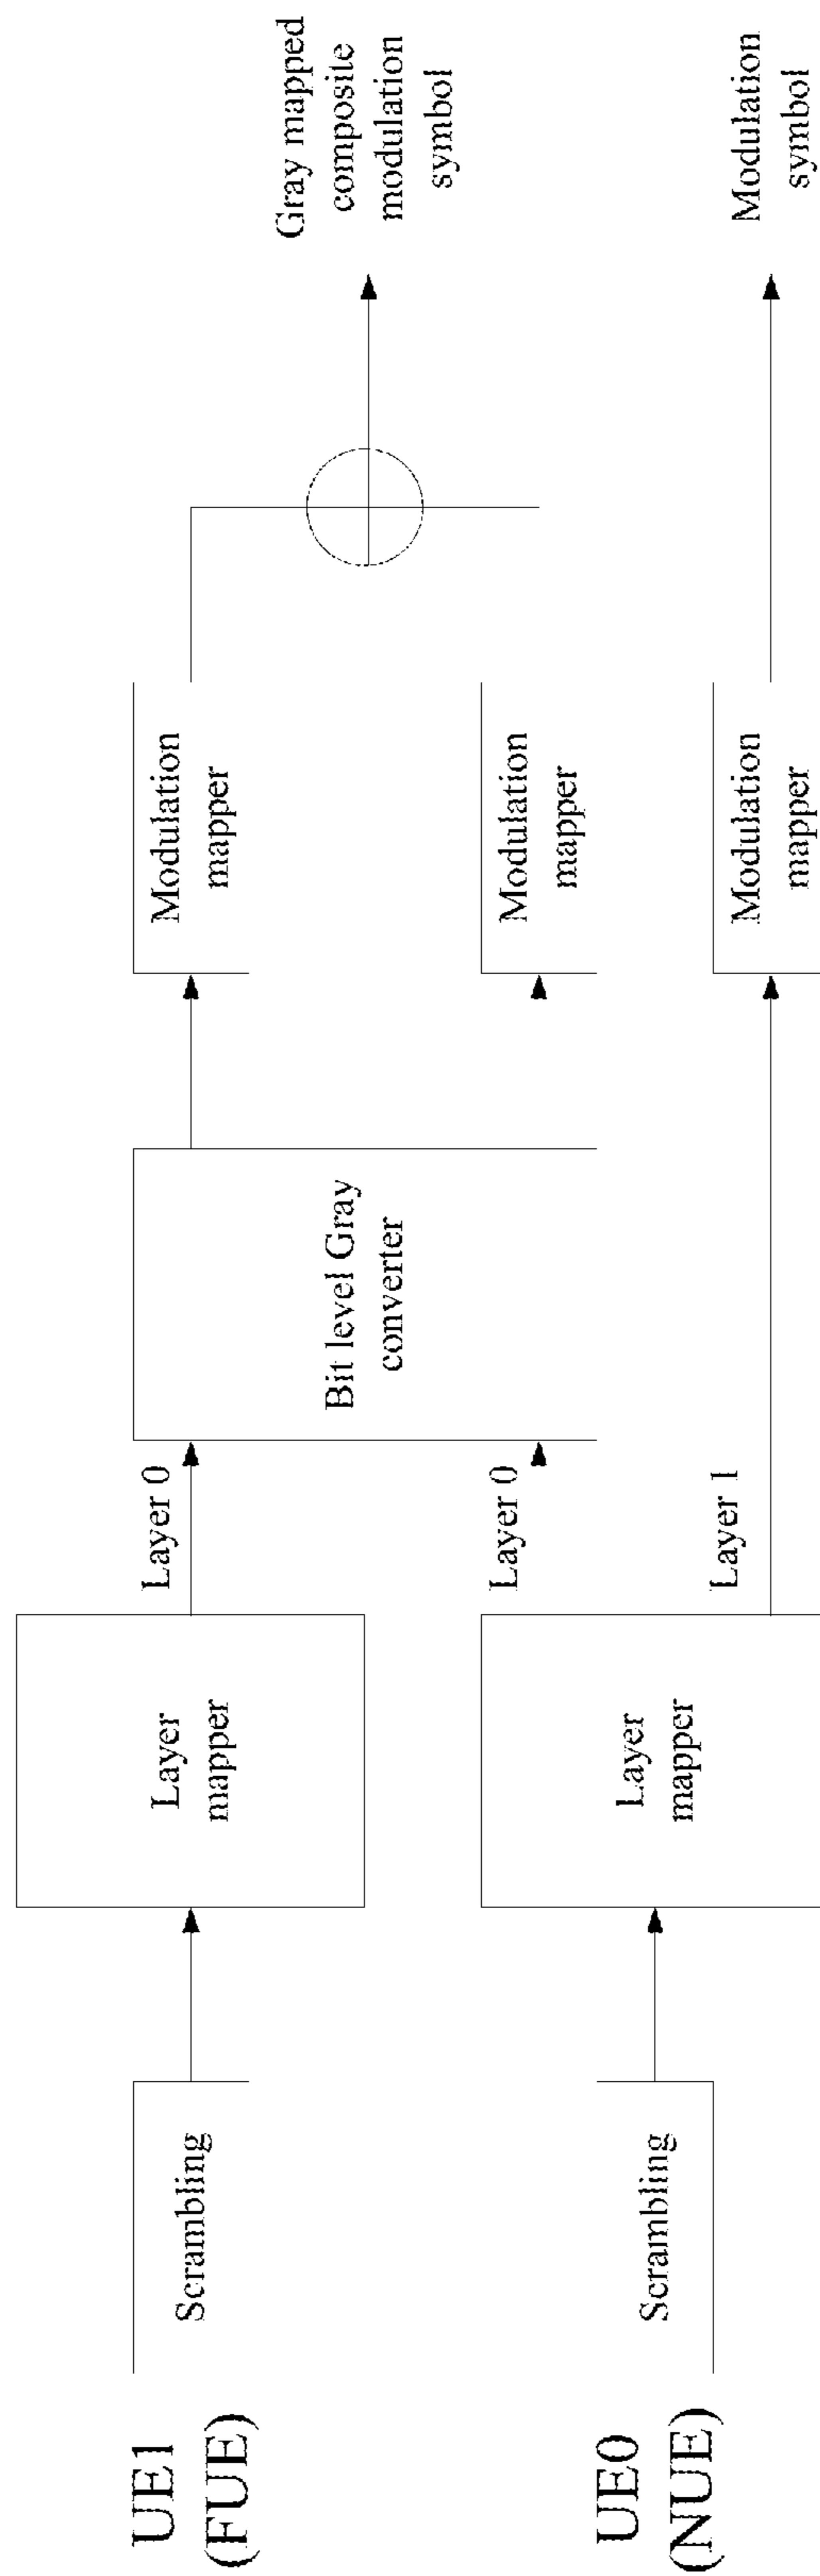 UE1
(FUE)
Scrambling
Layer
mapper
Layer 0
Bit level Gray
converter
Modulation
mapper
Gray mapped
composite
modulation
symbol
UE0
(NUE)
Scrambling
Layer
mapper
Layer 0
Layer 1
Modulation
mapper
Modulation
mapper
Modulation
symbol